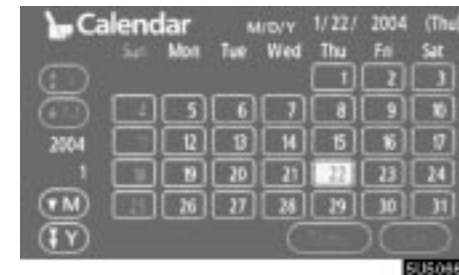 Calendar M/D/Y 1/22/ 2004 (Thu
Sun Mon Tue Wed Thu Fri Sat
1 2 3
4 5 6 7 8 9 10
12 13 14 15 16 17
2004
1 18 19 20 21 22 23 24
▼M 25 26 27 28 29 30 31
Y
5U5066